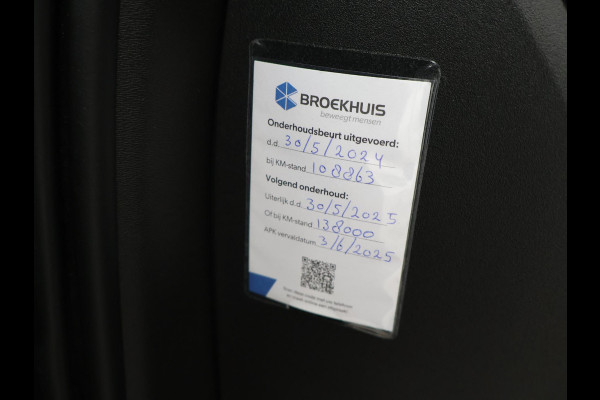 BROEKHUIS
beweegt mensen
Onderhoudsbeurt uitgevoerd:
d.d. 30/5/2024
bij KM-stand 108863
Volgend onderhoud:
Uiterlijk d.d. 30/5/2025
Of bij KM-stand 138000
APK vervaldatum 3/6/2025